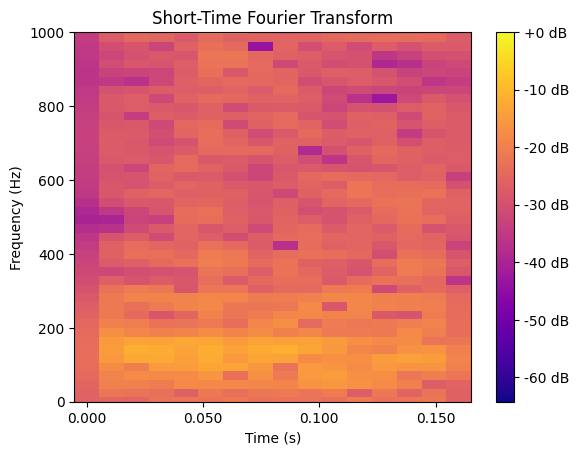 Short-Time Fourier Transform
Frequency (Hz)
1000
800
600
400
200
0
0.000 0.050 0.100 0.150
Time (s)
+0 dB
-10 dB
-20 dB
-30 dB
-40 dB
-50 dB
-60 dB